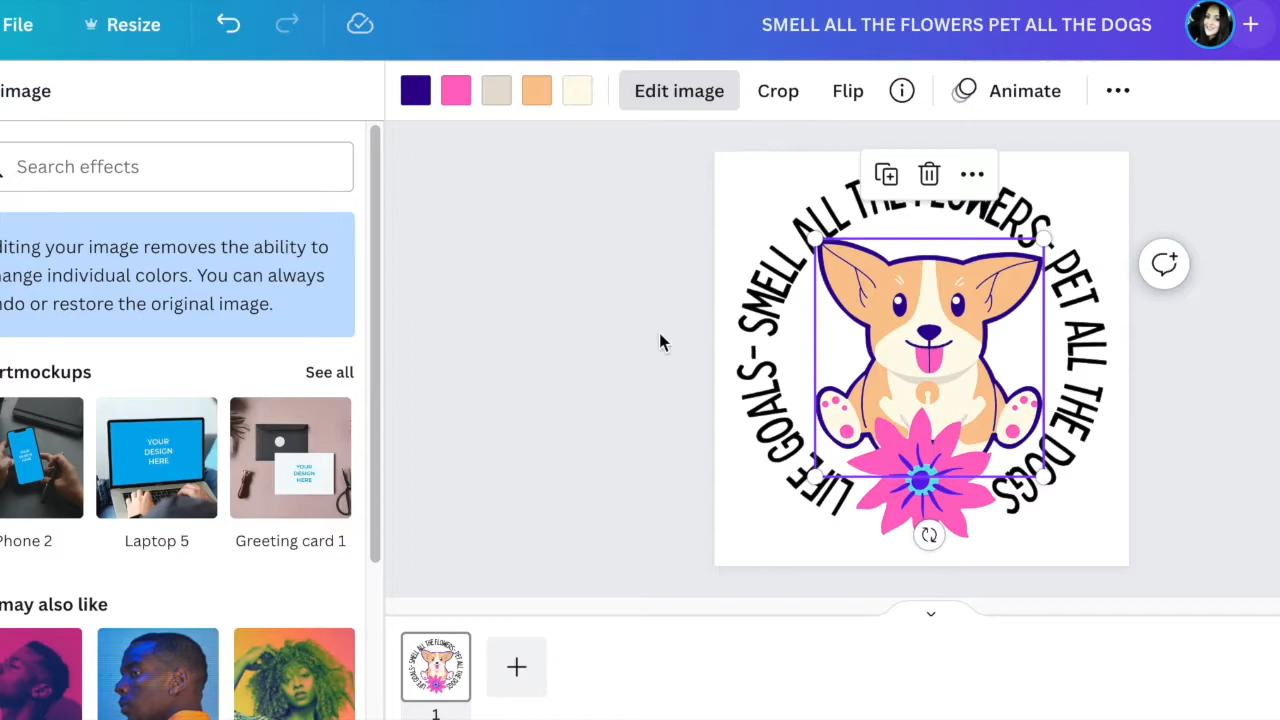 File
Resize
SMELL ALL THE FLOWERS PET ALL THE DOGS
image
Edit image
Crop
Flip
Animate
Search effects
diting your image removes the ability to
ange individual colors. You can always
ndo or restore the original image.
rtmockups
See all
YOUR
DESIGN
HERE
YOUR
DESIGN
HERE
Phone 2
Laptop 5
Greeting card 1
may also like
LIFE GOALS - SMELL ALL THE FLOWERS - PET ALL THE DOGS
1